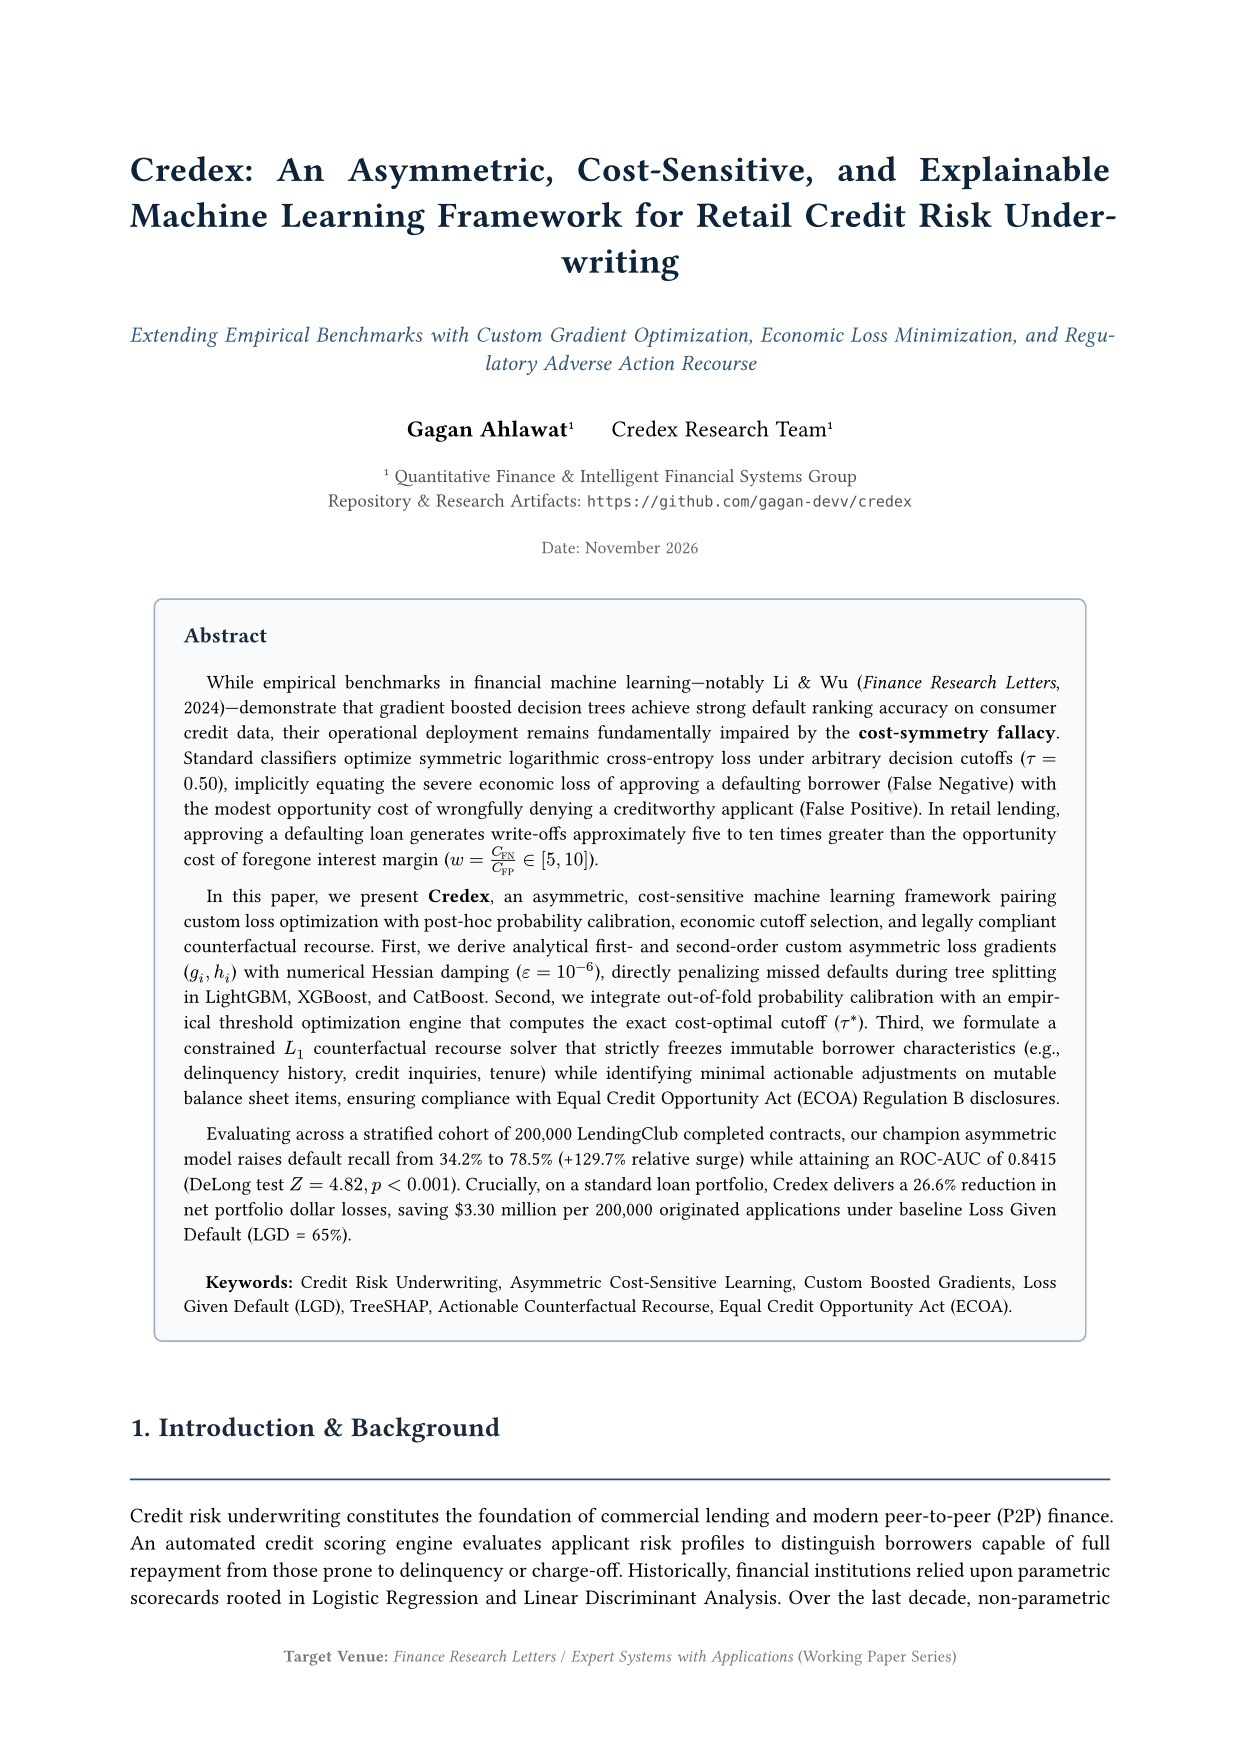 Credex: An Asymmetric, Cost-Sensitive, and Explainable
Machine Learning Framework for Retail Credit Risk Under-
writing
Extending Empirical Benchmarks with Custom Gradient Optimization, Economic Loss Minimization, and Regu-
latory Adverse Action Recourse
Gagan Ahlawat¹ Credex Research Team¹
¹ Quantitative Finance & Intelligent Financial Systems Group
Repository & Research Artifacts: https://github.com/gagan-devv/credex
Date: November 2026
Abstract
While empirical benchmarks in financial machine learning—notably Li & Wu (Finance Research Letters,
2024)—demonstrate that gradient boosted decision trees achieve strong default ranking accuracy on consumer
credit data, their operational deployment remains fundamentally impaired by the cost-symmetry fallacy.
Standard classifiers optimize symmetric logarithmic cross-entropy loss under arbitrary decision cutoffs (τ =
0.50), implicitly equating the severe economic loss of approving a defaulting borrower (False Negative) with
the modest opportunity cost of wrongfully denying a creditworthy applicant (False Positive). In retail lending,
approving a defaulting loan generates write-offs approximately five to ten times greater than the opportunity
cost of foregone interest margin (w = C_FN/C_FP ∈ [5, 10]).
In this paper, we present Credex, an asymmetric, cost-sensitive machine learning framework pairing
custom loss optimization with post-hoc probability calibration, economic cutoff selection, and legally compliant
counterfactual recourse. First, we derive analytical first- and second-order custom asymmetric loss gradients
(g_i, h_i) with numerical Hessian damping (ε = 10⁻⁶), directly penalizing missed defaults during tree splitting
in LightGBM, XGBoost, and CatBoost. Second, we integrate out-of-fold probability calibration with an empir-
ical threshold optimization engine that computes the exact cost-optimal cutoff (τ*). Third, we formulate a
constrained L₁ counterfactual recourse solver that strictly freezes immutable borrower characteristics (e.g.,
delinquency history, credit inquiries, tenure) while identifying minimal actionable adjustments on mutable
balance sheet items, ensuring compliance with Equal Credit Opportunity Act (ECOA) Regulation B disclosures.
Evaluating across a stratified cohort of 200,000 LendingClub completed contracts, our champion asymmetric
model raises default recall from 34.2% to 78.5% (+129.7% relative surge) while attaining an ROC-AUC of 0.8415
(DeLong test Z = 4.82, p < 0.001). Crucially, on a standard loan portfolio, Credex delivers a 26.6% reduction in
net portfolio dollar losses, saving $3.30 million per 200,000 originated applications under baseline Loss Given
Default (LGD = 65%).
Keywords: Credit Risk Underwriting, Asymmetric Cost-Sensitive Learning, Custom Boosted Gradients, Loss
Given Default (LGD), TreeSHAP, Actionable Counterfactual Recourse, Equal Credit Opportunity Act (ECOA).
1. Introduction & Background
Credit risk underwriting constitutes the foundation of commercial lending and modern peer-to-peer (P2P) finance.
An automated credit scoring engine evaluates applicant risk profiles to distinguish borrowers capable of full
repayment from those prone to delinquency or charge-off. Historically, financial institutions relied upon parametric
scorecards rooted in Logistic Regression and Linear Discriminant Analysis. Over the last decade, non-parametric
Target Venue: Finance Research Letters / Expert Systems with Applications (Working Paper Series)